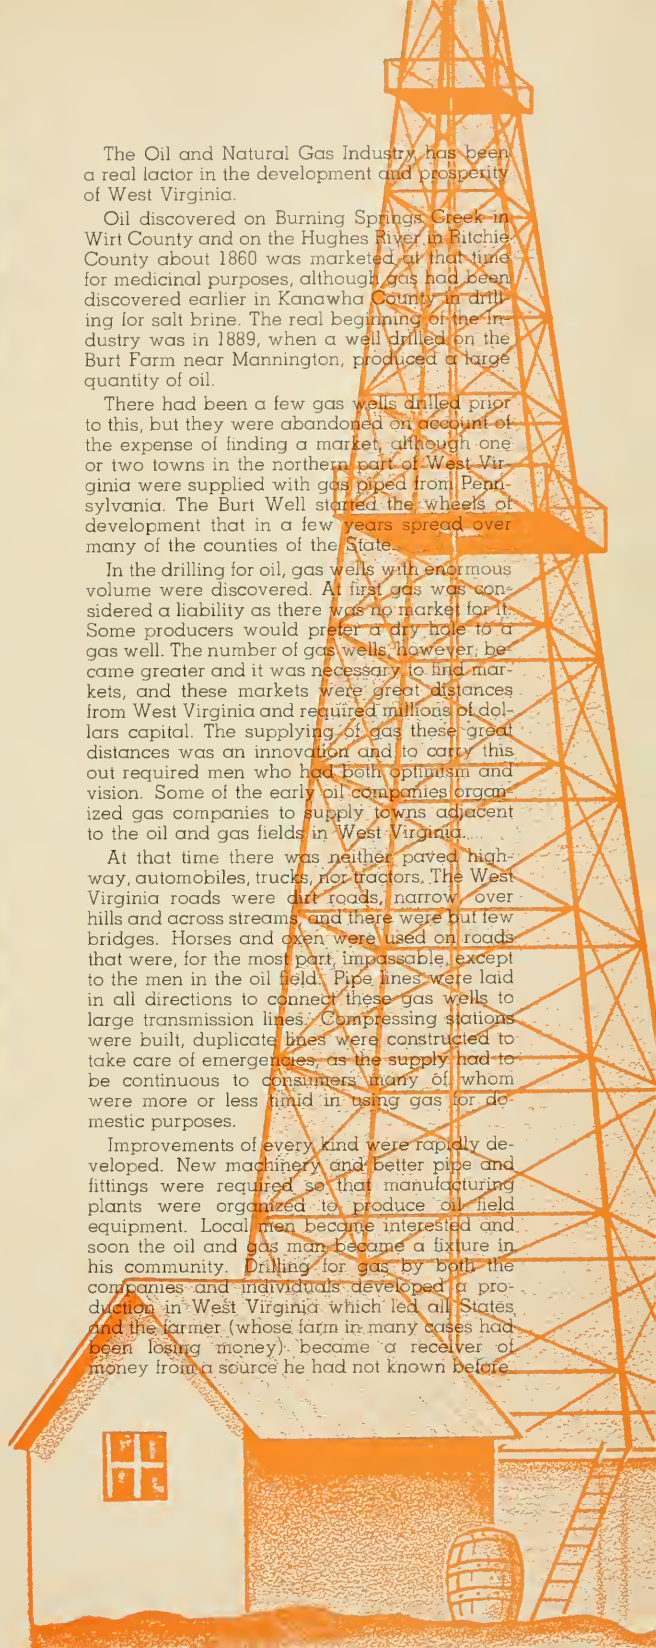 The Oil and Natural Gas Industry has been
a real factor in the development and prosperity
of West Virginia.
Oil discovered on Burning Springs Creek in
Wirt County and on the Hughes River in Ritchie
County about 1860 was marketed at that time
for medicinal purposes, although gas had been
discovered earlier in Kanawha County in drill-
ing for salt brine. The real beginning of the In-
dustry was in 1889, when a well drilled on the
Burt Farm near Mannington, produced a large
quantity of oil.
There had been a few gas wells drilled prior
to this, but they were abandoned on account of
the expense of finding a market, although one
or two towns in the northern part of West Vir-
ginia were supplied with gas piped from Penn-
sylvania. The Burt Well started the wheels of
development that in a few years spread over
many of the counties of the State.
In the drilling for oil, gas wells with enormous
volume were discovered. At first gas was con-
sidered a liability as there was no market for it.
Some producers would prefer a dry hole to a
gas well. The number of gas wells, however, be-
came greater and it was necessary to find mar-
kets, and these markets were great distances
from West Virginia and required millions of dol-
lars capital. The supplying of gas these great
distances was an innovation and to carry this
out required men who had both optimism and
vision. Some of the early oil companies organ-
ized gas companies to supply towns adjacent
to the oil and gas fields in West Virginia.
At that time there was neither paved high-
way, automobiles, trucks, nor tractors. The West
Virginia roads were dirt roads, narrow, over
hills and across streams, and there were but few
bridges. Horses and oxen were used on roads
that were, for the most part, impassable, except
to the men in the oil field. Pipe lines were laid
in all directions to connect these gas wells to
large transmission lines. Compressing stations
were built, duplicate lines were constructed to
take care of emergencies, as the supply had to
be continuous to consumers many of whom
were more or less timid in using gas for do-
mestic purposes.
Improvements of every kind were rapidly de-
veloped. New machinery and better pipe and
fittings were required so that manufacturing
plants were organized to produce oil field
equipment. Local men became interested and
soon the oil and gas man became a fixture in
his community. Drilling for gas by both the
companies and individuals developed a pro-
duction in West Virginia which led all States
and the farmer (whose farm in many cases had
been losing money) became a receiver of
money from a source he had not known before.